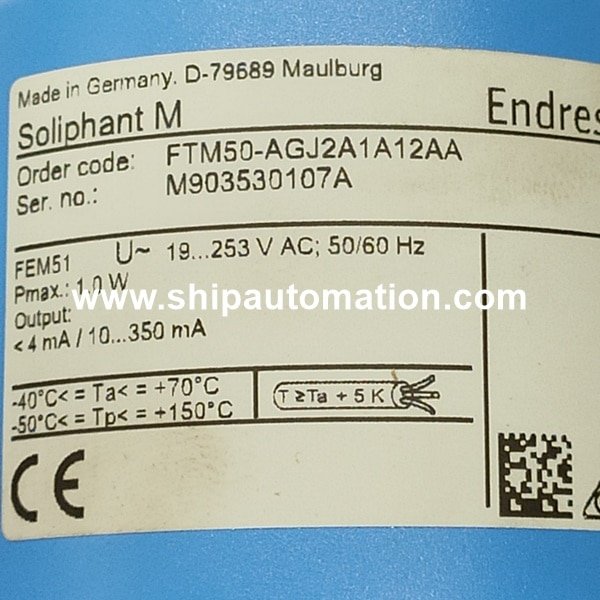 Made in Germany, D-79689 Maulburg
Soliphant M
Endres
Order code: FTM50-AGJ2A1A12AA
Ser. no.: M903530107A
FEM51 U~ 19...253 V AC; 50/60 Hz
Pmax.: 1,0 W
www.shipautomation.com
Output:
<4 mA / 10...350 mA
-40°C< = Ta< = +70°C
-50°C< = Tp< = +150°C
T ≥Ta + 5 K
CE